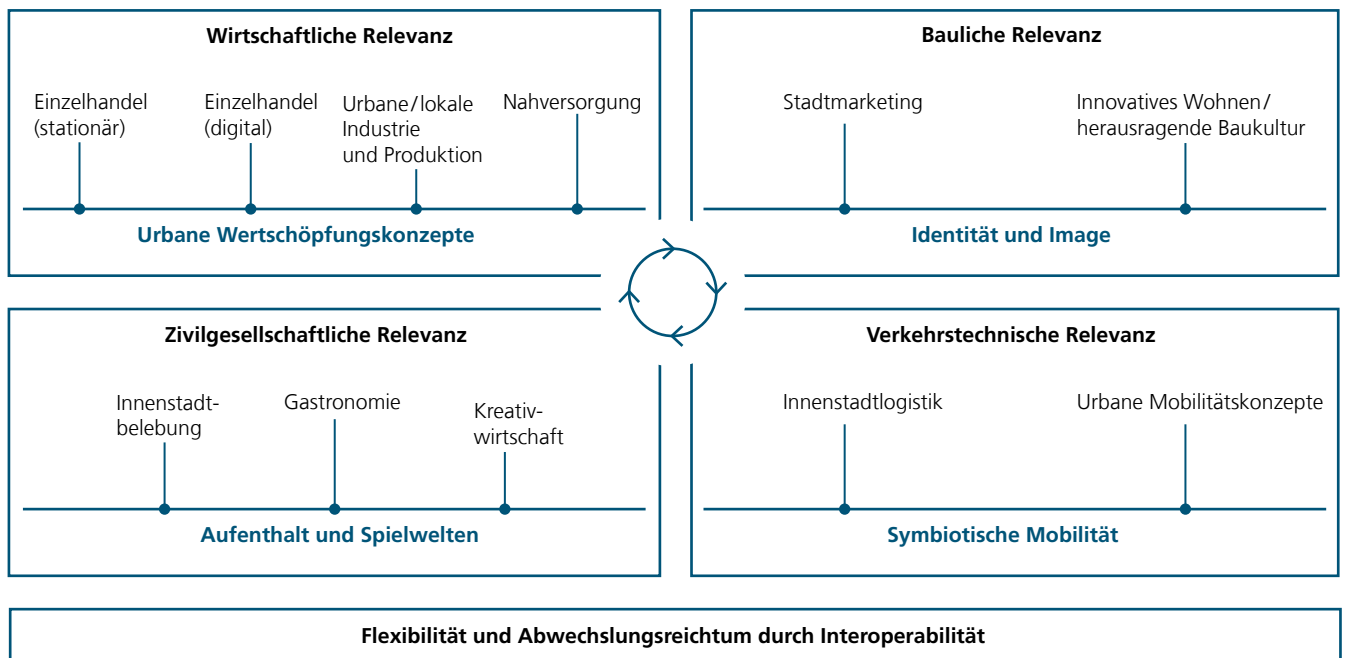 Wirtschaftliche Relevanz
Einzelhandel
(stationär)
Einzelhandel
(digital)
Urbane/lokale
Industrie
und Produktion
Nahversorgung
Urbane Wertschöpfungskonzepte
Bauliche Relevanz
Stadtmarketing
Innovatives Wohnen/
herausragende Baukultur
Identität und Image
Zivilgesellschaftliche Relevanz
Innenstadt-
belebung
Gastronomie
Kreativ-
wirtschaft
Aufenthalt und Spielwelten
Verkehrstechnische Relevanz
Innenstadtlogistik
Urbane Mobilitätskonzepte
Symbiotische Mobilität
Flexibilität und Abwechslungsreichtum durch Interoperabilität